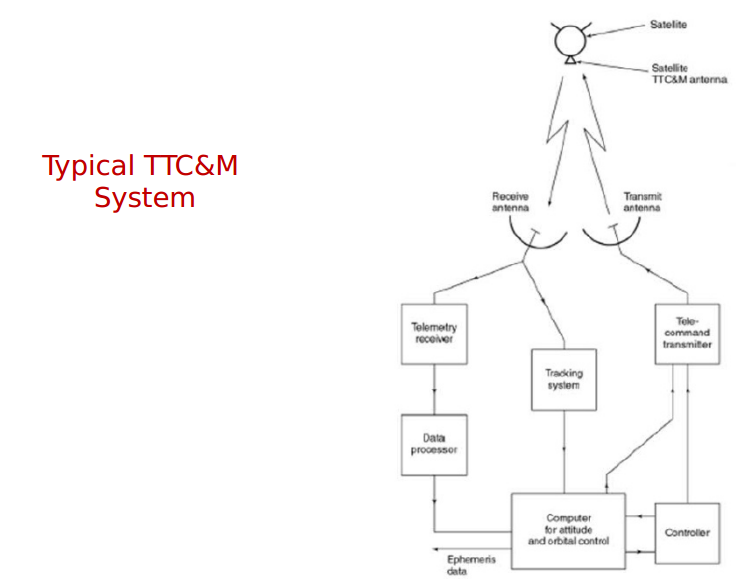 Typical TTC&M
System
Satellite
Satellite
TTC&M antenna
Receive
antenna
Transmit
antenna
Telemetry
receiver
Tele-
command
transmitter
Tracking
system
Data
processor
Computer
for attitude
and orbital control
Controller
Ephemeris
data